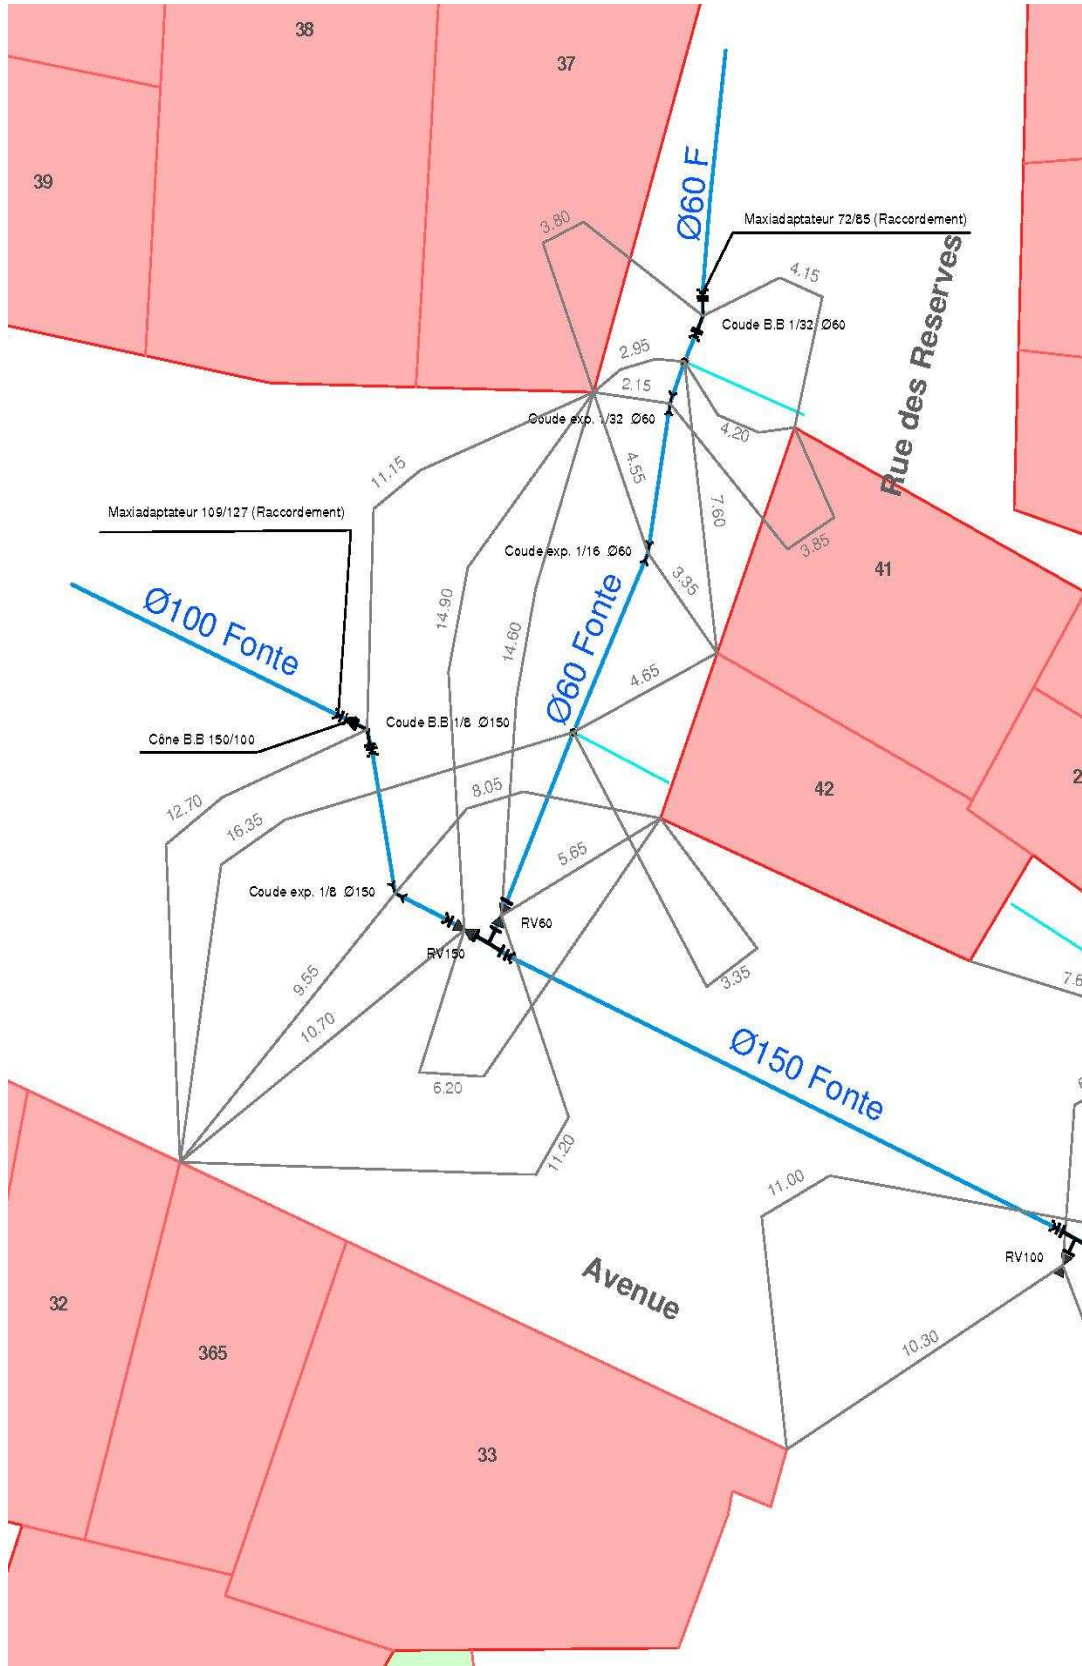 38
37
39
Ø60 F
3.80
Maxiadaptateur 72/85 (Raccordement)
4.15
Rue des Reserves
Coude B.B 1/32 Ø60
2.95
2.15
Coude exp. 1/32 Ø60
4.20
11.15
4.55
7.60
Maxiadaptateur 109/127 (Raccordement)
3.85
Coude exp. 1/16 Ø60
41
3.35
14.90
Ø100 Fonte
14.60
Ø60 Fonte
4.65
Coude B.B 1/8 Ø150
Cône B.B 150/100
12.70
8.05
42
2
16.35
5.65
Coude exp. 1/8 Ø150
RV60
RV150
9.55
3.35
7.6
10.70
Ø150 Fonte
6.20
11.20
11.00
RV100
Avenue
32
365
10.30
33